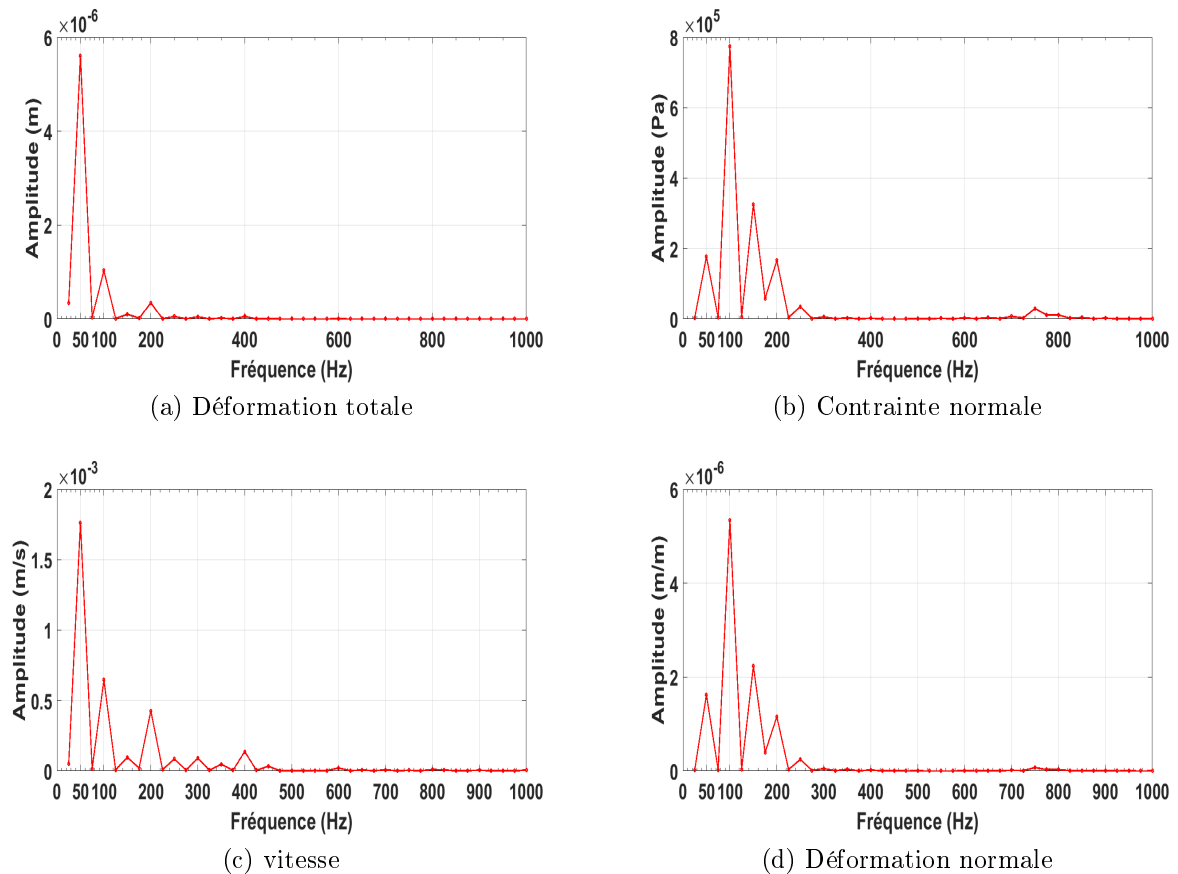 ×10-6
6
4
2
0
Amplitude (m)
0 50 100 200 400 600 800 1000
Fréquence (Hz)
(a) Déformation totale
×105
8
6
4
2
0
Amplitude (Pa)
0 50 100 200 400 600 800 1000
Fréquence (Hz)
(b) Contrainte normale
×10-3
2
1.5
1
0.5
0
Amplitude (m/s)
0 50 100 200 300 400 500 600 700 800 900 1000
Fréquence (Hz)
(c) vitesse
×10-6
6
4
2
0
Amplitude (m/m)
0 50 100 200 300 400 500 600 700 800 900 1000
Fréquence (Hz)
(d) Déformation normale